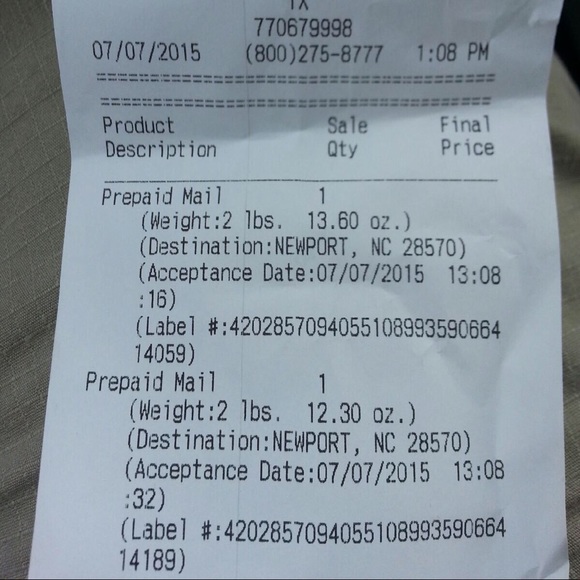 TX
770679998
07/07/2015 (800)275-8777 1:08 PM
================================================
================================================
Product Sale Final
Description Qty Price
Prepaid Mail 1
(Weight:2 lbs. 13.60 oz.)
(Destination:NEWPORT, NC 28570)
(Acceptance Date:07/07/2015 13:08
:16)
(Label #:4202857094055108993590664
14059)
Prepaid Mail 1
(Weight:2 lbs. 12.30 oz.)
(Destination:NEWPORT, NC 28570)
(Acceptance Date:07/07/2015 13:08
:32)
(Label #:4202857094055108993590664
14189)